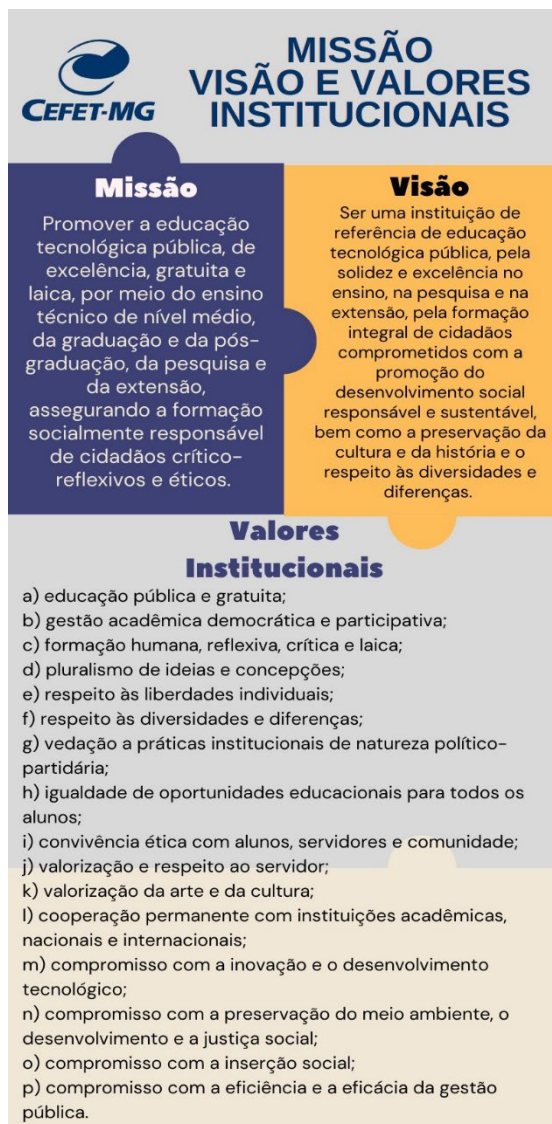 CEFET-MG
MISSÃO
VISÃO E VALORES
INSTITUCIONAIS
Missão
Promover a educação
tecnológica pública, de
excelência, gratuita e
laica, por meio do ensino
técnico de nível médio,
da graduação e da pós-
graduação, da pesquisa e
da extensão,
assegurando a formação
socialmente responsável
de cidadãos crítico-
reflexivos e éticos.
Visão
Ser uma instituição de
referência de educação
tecnológica pública, pela
solidez e excelência no
ensino, na pesquisa e na
extensão, pela formação
integral de cidadãos
comprometidos com a
promoção do
desenvolvimento social
responsável e sustentável,
bem como a preservação da
cultura e da história e o
respeito às diversidades e
diferenças.
Valores
Institucionais
a) educação pública e gratuita;
b) gestão acadêmica democrática e participativa;
c) formação humana, reflexiva, crítica e laica;
d) pluralismo de ideias e concepções;
e) respeito às liberdades individuais;
f) respeito às diversidades e diferenças;
g) vedação a práticas institucionais de natureza político-
partidária;
h) igualdade de oportunidades educacionais para todos os
alunos;
i) convivência ética com alunos, servidores e comunidade;
j) valorização e respeito ao servidor;
k) valorização da arte e da cultura;
l) cooperação permanente com instituições acadêmicas,
nacionais e internacionais;
m) compromisso com a inovação e o desenvolvimento
tecnológico;
n) compromisso com a preservação do meio ambiente, o
desenvolvimento e a justiça social;
o) compromisso com a inserção social;
p) compromisso com a eficiência e a eficácia da gestão
pública.